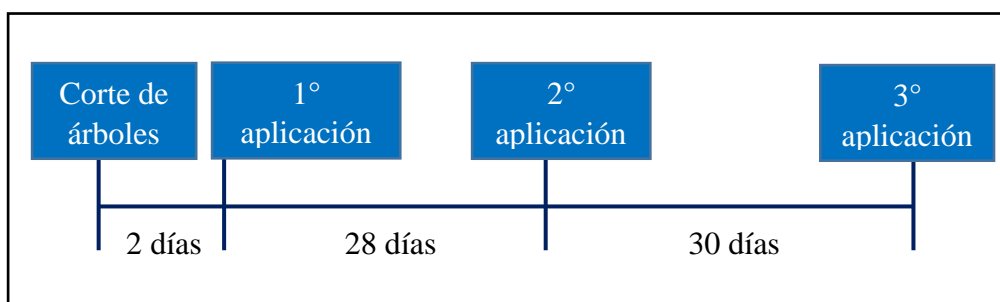 Corte de
árboles
1°
aplicación
2°
aplicación
3°
aplicación
2 días
28 días
30 días